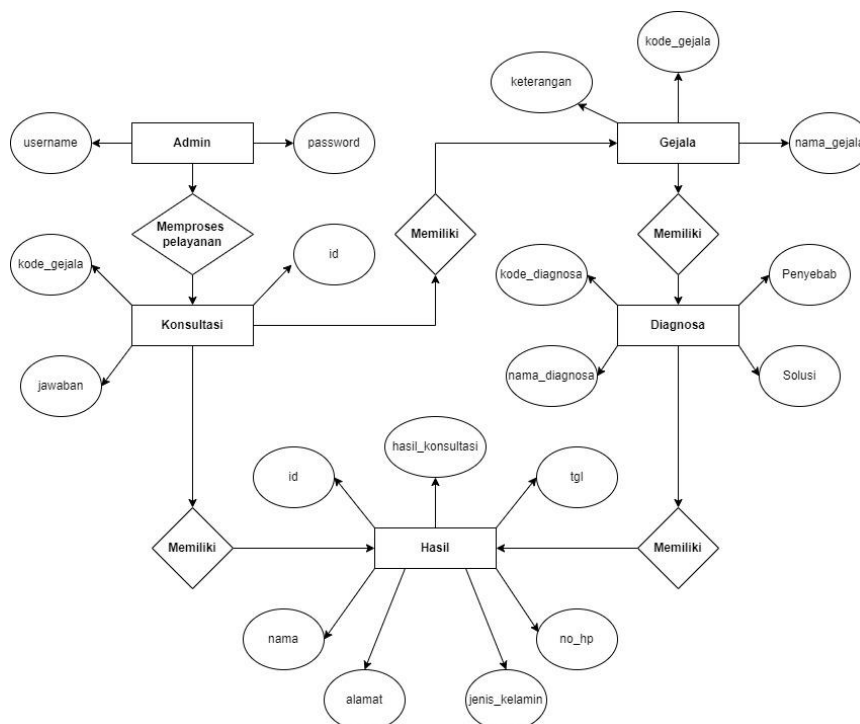 kode_gejala
keterangan
username
Admin
password
Gejala
nama_gejala
Memproses
pelayanan
Memiliki
Memiliki
kode_gejala
id
kode_diagnosa
Penyebab
Konsultasi
Diagnosa
jawaban
nama_diagnosa
Solusi
hasil_konsultasi
id
tgl
Memiliki
Hasil
Memiliki
nama
no_hp
alamat
jenis_kelamin